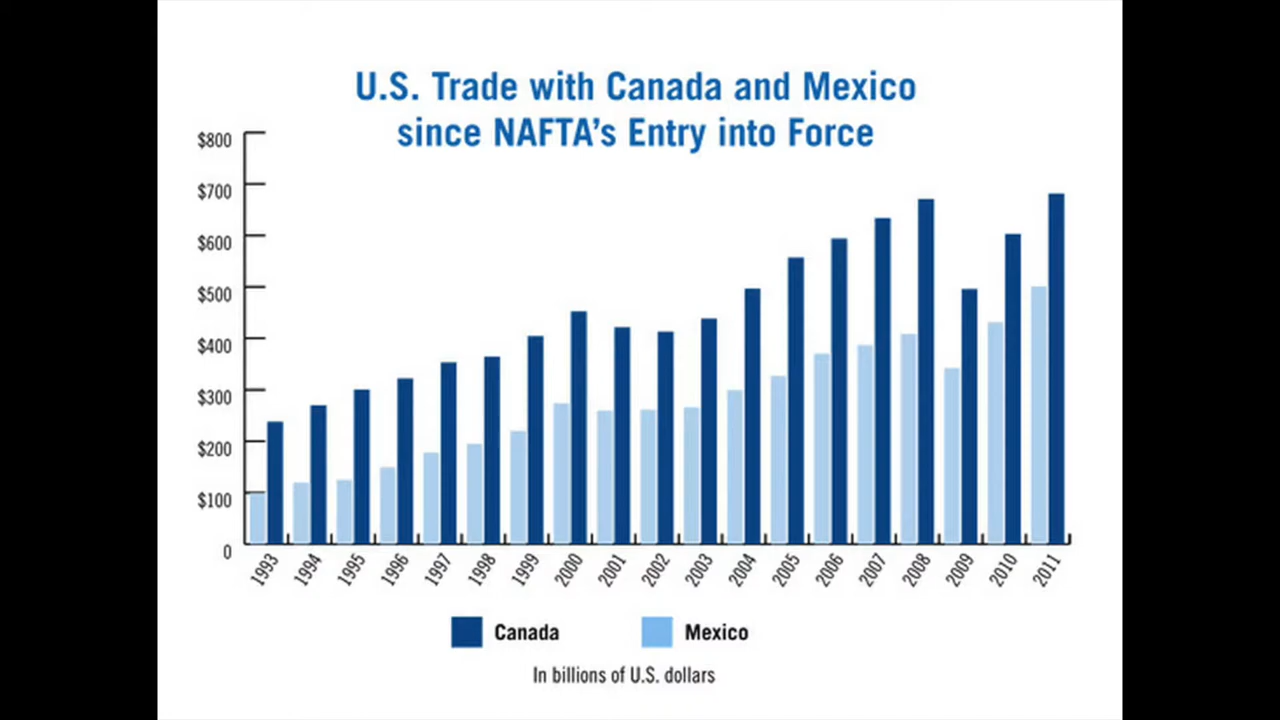 U.S. Trade with Canada and Mexico
since NAFTA's Entry into Force
$800
$700
$600
$500
$400
$300
$200
$100
0
1993 1994 1995 1996 1997 1998 1999 2000 2001 2002 2003 2004 2005 2006 2007 2008 2009 2010 2011
Canada Mexico
In billions of U.S. dollars